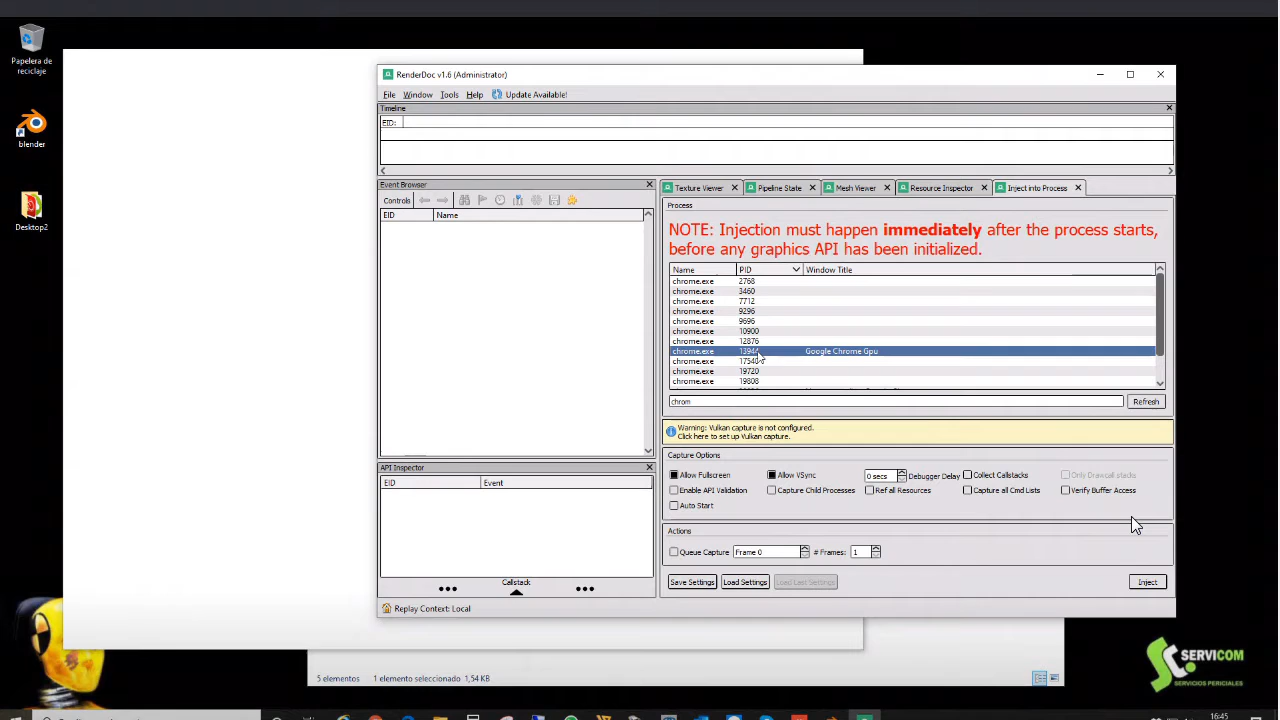 Papelera de
reciclaje
blender
Desktop2
RenderDoc v1.6 (Administrator)
File Window Tools Help Update Available!
Timeline
EID:
Event Browser
Controls
EID Name
API Inspector
EID Event
Callstack
Texture Viewer Pipeline State Mesh Viewer Resource Inspector Inject into Process
Process
NOTE: Injection must happen immediately after the process starts,
before any graphics API has been initialized.
Name PID Window Title
chrome.exe 2768
chrome.exe 3460
chrome.exe 7712
chrome.exe 9296
chrome.exe 9696
chrome.exe 10900
chrome.exe 12876
chrome.exe 13944 Google Chrome Gpu
chrome.exe 17540
chrome.exe 19720
chrome.exe 19808
chrom Refresh
Warning: Vulkan capture is not configured.
Click here to set up Vulkan capture.
Capture Options
Allow Fullscreen Allow VSync 0 secs Debugger Delay Collect Callstacks Only Drawcall stacks
Enable API Validation Capture Child Processes Ref all Resources Capture all Cmd Lists Verify Buffer Access
Auto Start
Actions
Queue Capture Frame 0 # Frames: 1
Save Settings Load Settings Load Last Settings Inject
Replay Context: Local
5 elementos 1 elemento seleccionado 1,54 KB
SERVICOM
SERVICIOS PERICIALES
16:45